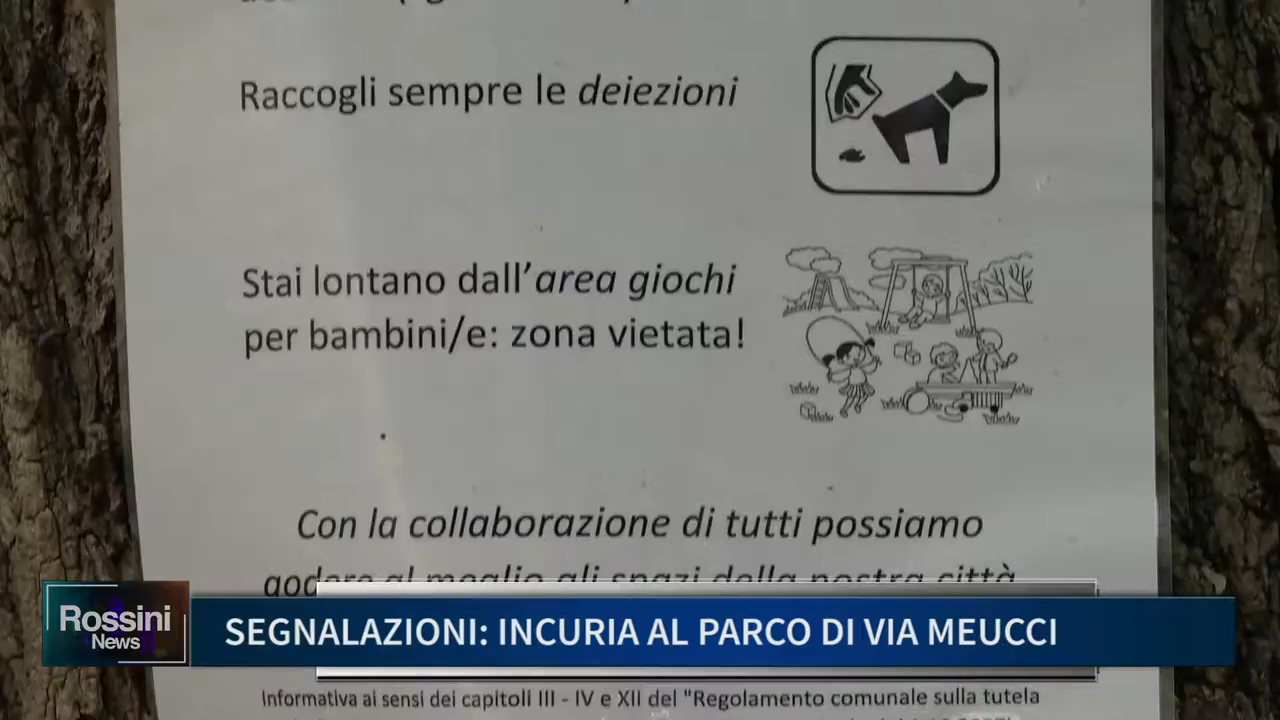 Raccogli sempre le deiezioni
Stai lontano dall'area giochi
per bambini/e: zona vietata!
Con la collaborazione di tutti possiamo
godere al meglio gli spazi della nostra città
Rossini
News
SEGNALAZIONI: INCURIA AL PARCO DI VIA MEUCCI
Informativa ai sensi dei capitoli III - IV e XII del "Regolamento comunale sulla tutela